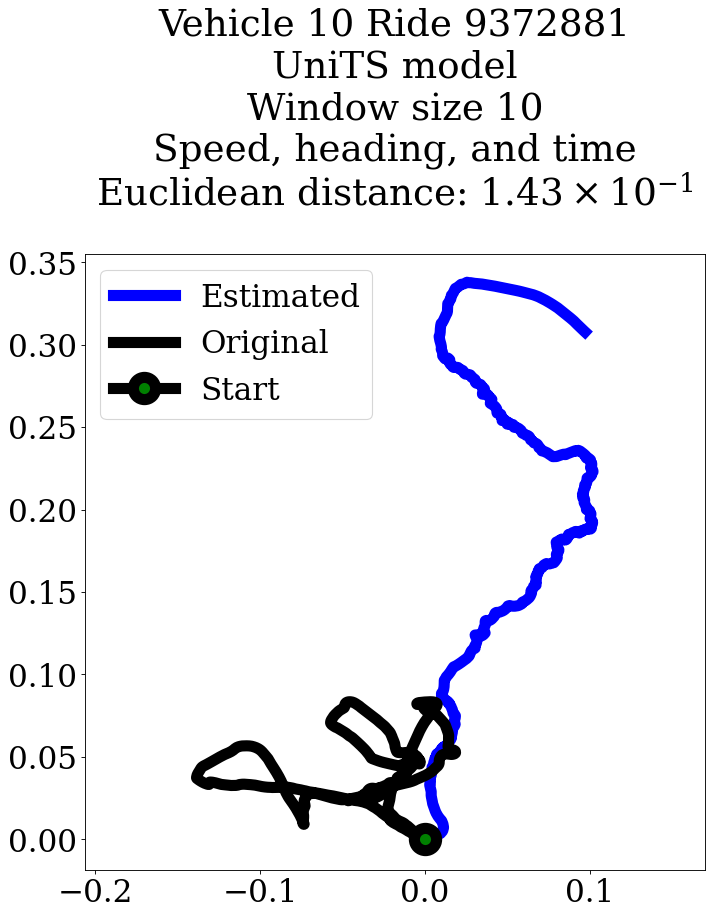 Vehicle 10 Ride 9372881
UniTS model
Window size 10
Speed, heading, and time
Euclidean distance: 1.43 × 10⁻¹
0.35
0.30
0.25
0.20
0.15
0.10
0.05
0.00
Estimated
Original
Start
−0.2 −0.1 0.0 0.1